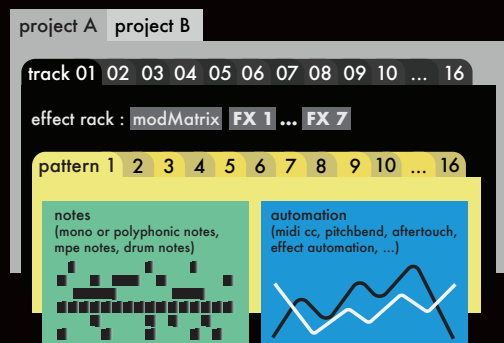 project A project B
track 01 02 03 04 05 06 07 08 09 10 ... 16
effect rack : modMatrix FX 1 ... FX 7
pattern 1 2 3 4 5 6 7 8 9 10 ... 16
notes
(mono or polyphonic notes,
mpe notes, drum notes)
automation
(midi cc, pitchbend, aftertouch,
effect automation, ...)